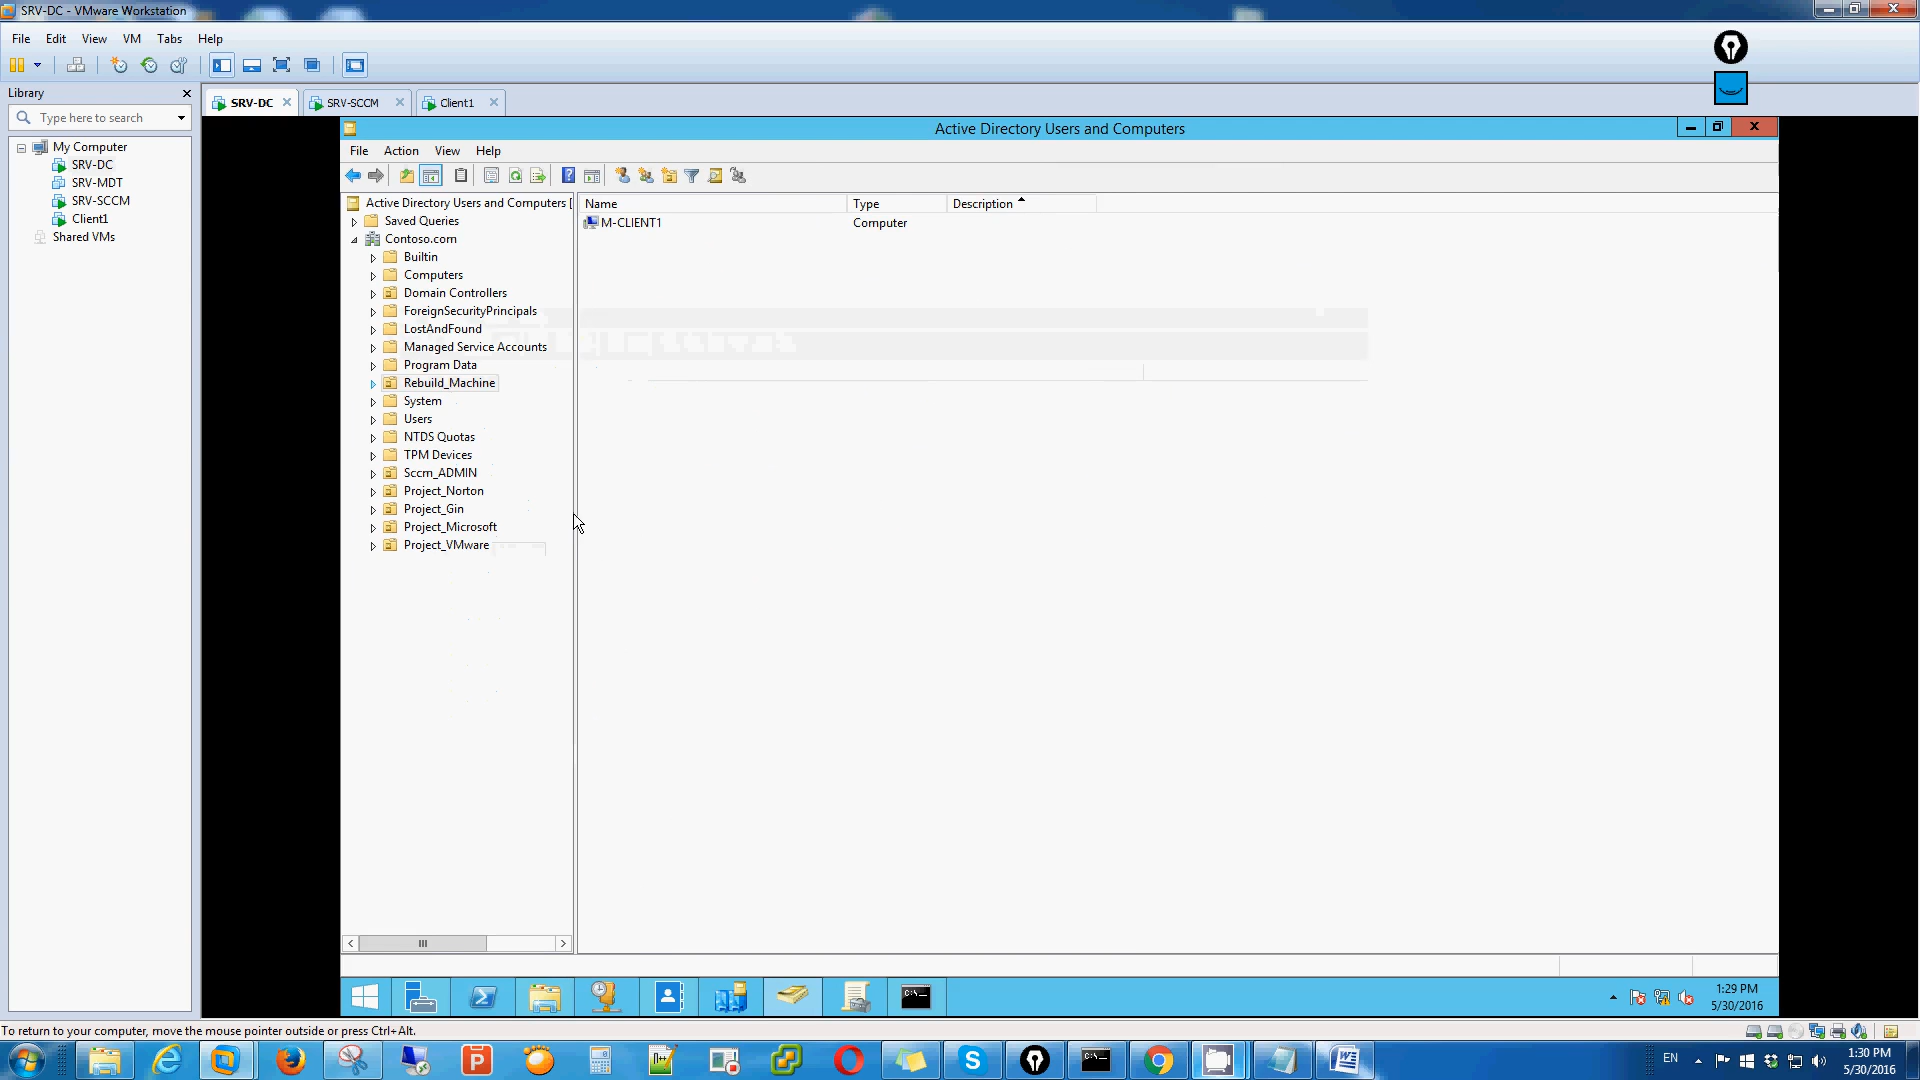 SRV-DC - VMware Workstation
File Edit View VM Tabs Help
Library
Type here to search
My Computer
SRV-DC
SRV-MDT
SRV-SCCM
Client1
Shared VMs
SRV-DC SRV-SCCM Client1
Active Directory Users and Computers
File Action View Help
Active Directory Users and Computers [
Saved Queries
Contoso.com
Builtin
Computers
Domain Controllers
ForeignSecurityPrincipals
LostAndFound
Managed Service Accounts
Program Data
Rebuild_Machine
System
Users
NTDS Quotas
TPM Devices
Sccm_ADMIN
Project_Norton
Project_Gin
Project_Microsoft
Project_VMware
Name Type Description
M-CLIENT1 Computer
1:29 PM
5/30/2016
To return to your computer, move the mouse pointer outside or press Ctrl+Alt.
EN
1:30 PM
5/30/2016